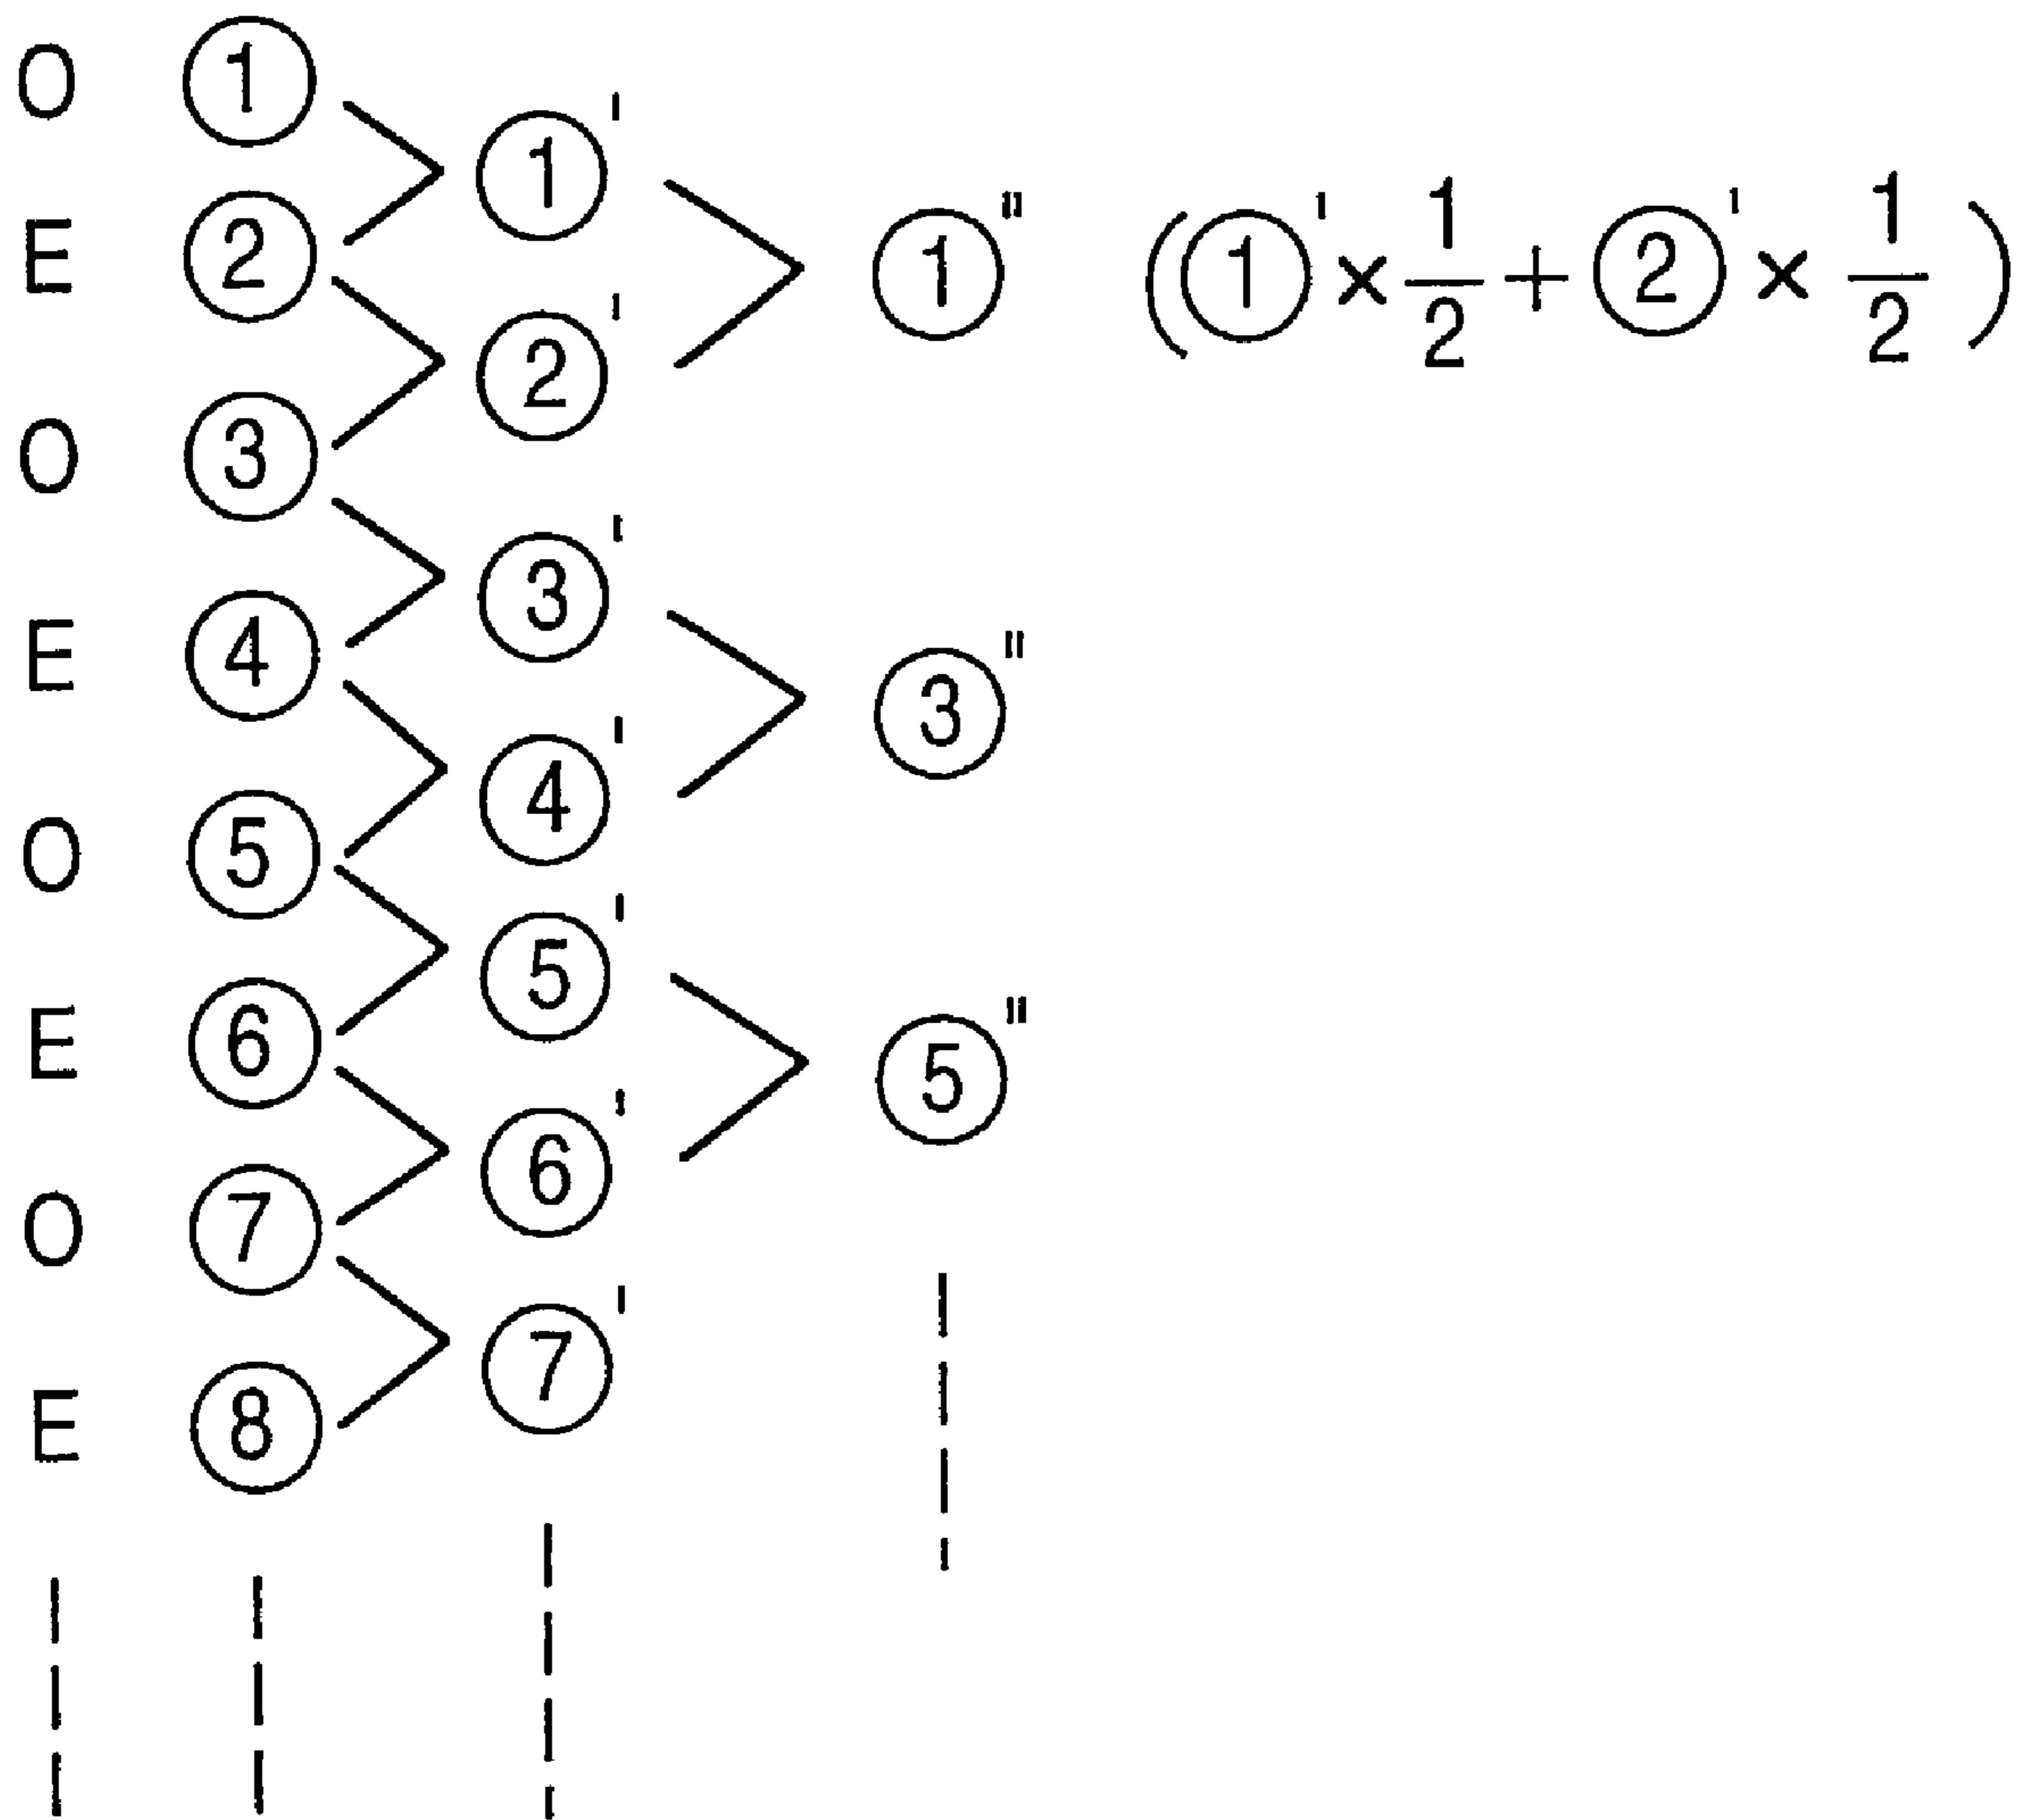 O ①
①'
E ② ①'' (①' × 1/2 + ②' × 1/2)
②'
O ③
③'
E ④ ③''
④'
O ⑤
⑤'
E ⑥ ⑤''
⑥'
O ⑦
⑦'
E ⑧